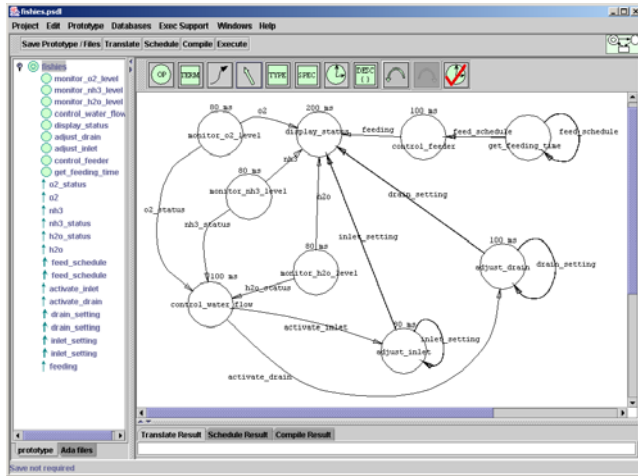 fishies.psdl
Project Edit Prototype Databases Exec Support Windows Help
Save Prototype / Files Translate Schedule Compile Execute
fishies
monitor_o2_level
monitor_nh3_level
monitor_h2o_level
control_water_flow
display_status
adjust_drain
adjust_inlet
control_feeder
get_feeding_time
o2_status
o2
nh3
nh3_status
h2o_status
h2o
feed_schedule
feed_schedule
activate_inlet
activate_drain
drain_setting
drain_setting
inlet_setting
inlet_setting
feeding
prototype Ada files
Save not required
OP TERM TYPE SPEC DESC ( )
80 ms
monitor_o2_level
o2
200 ms
display_status
feeding
100 ms
control_feeder
feed_schedule
get_feeding_time
feed_schedule
nh3
80 ms
monitor_nh3_level
o2_status
nh3_status
h2o
drain_setting
inlet_setting
80 ms
monitor_h2o_level
h2o_status
100 ms
control_water_flow
100 ms
adjust_drain
drain_setting
activate_inlet
adjust_inlet
inlet_setting
activate_drain
Translate Result Schedule Result Compile Result